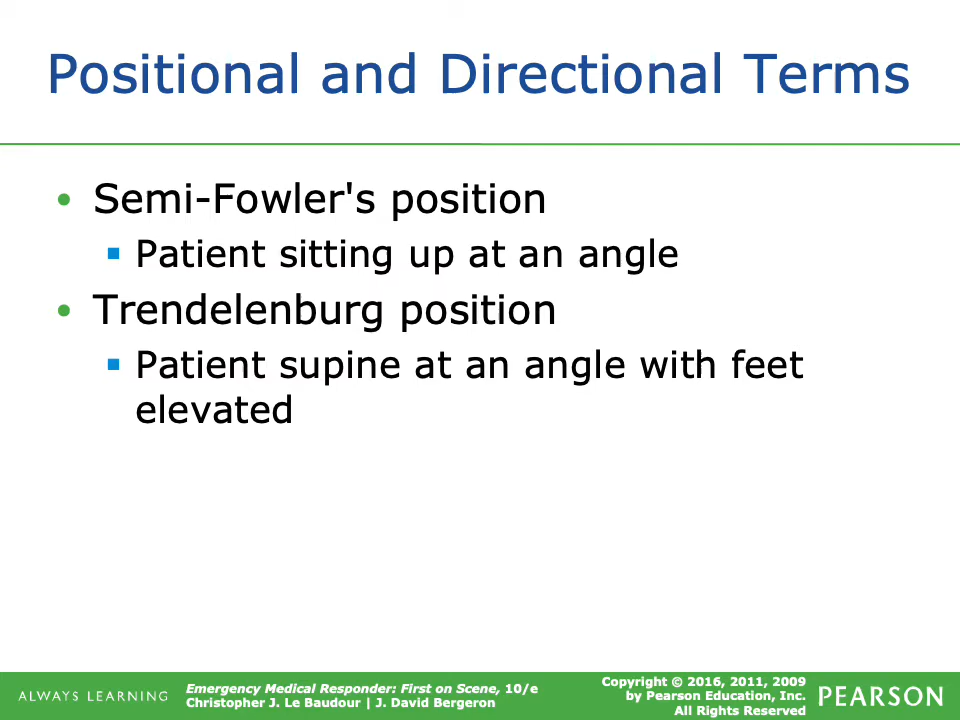 Positional and Directional Terms
• Semi-Fowler's position
▪ Patient sitting up at an angle
• Trendelenburg position
▪ Patient supine at an angle with feet
elevated
ALWAYS LEARNING
Emergency Medical Responder: First on Scene, 10/e
Christopher J. Le Baudour | J. David Bergeron
Copyright © 2016, 2011, 2009
by Pearson Education, Inc.
All Rights Reserved
PEARSON